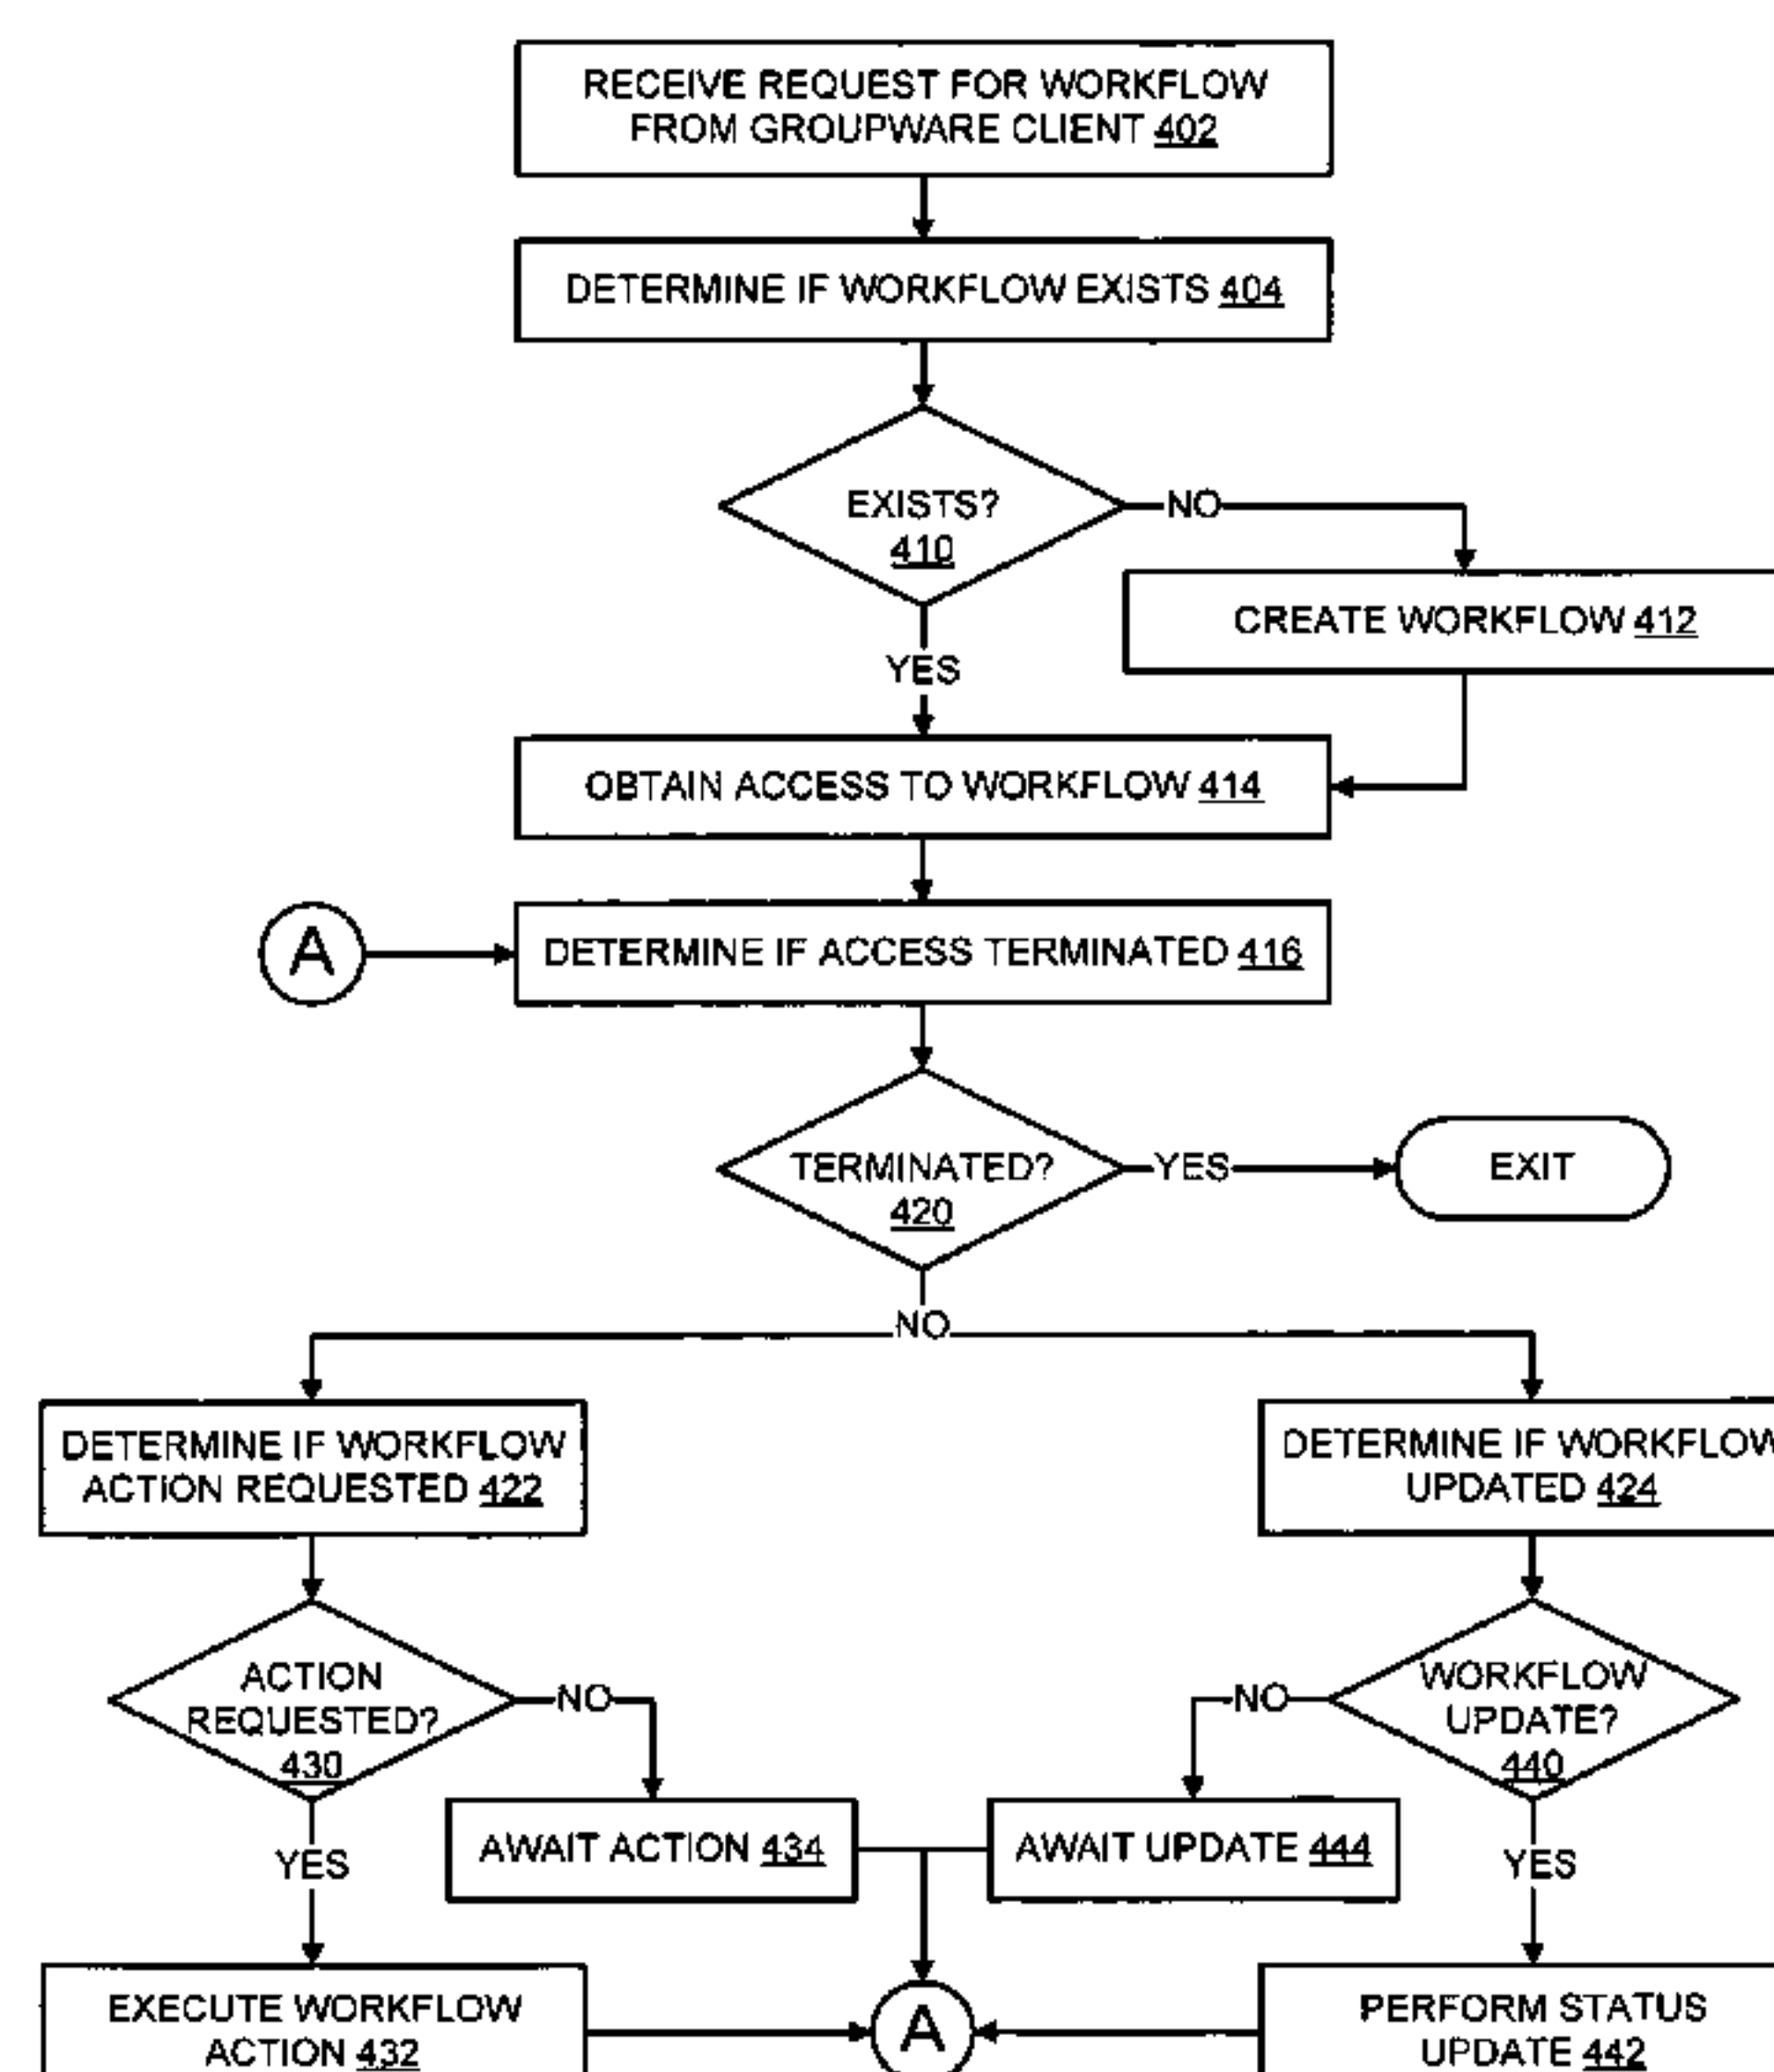 RECEIVE REQUEST FOR WORKFLOW
FROM GROUPWARE CLIENT 402
DETERMINE IF WORKFLOW EXISTS 404
EXISTS?
410
NO
CREATE WORKFLOW 412
YES
OBTAIN ACCESS TO WORKFLOW 414
A
DETERMINE IF ACCESS TERMINATED 416
TERMINATED?
420
YES
EXIT
NO
DETERMINE IF WORKFLOW
ACTION REQUESTED 422
DETERMINE IF WORKFLOW
UPDATED 424
ACTION
REQUESTED?
430
NO
NO
WORKFLOW
UPDATE?
440
AWAIT ACTION 434
AWAIT UPDATE 444
YES
YES
EXECUTE WORKFLOW
ACTION 432
A
PERFORM STATUS
UPDATE 442